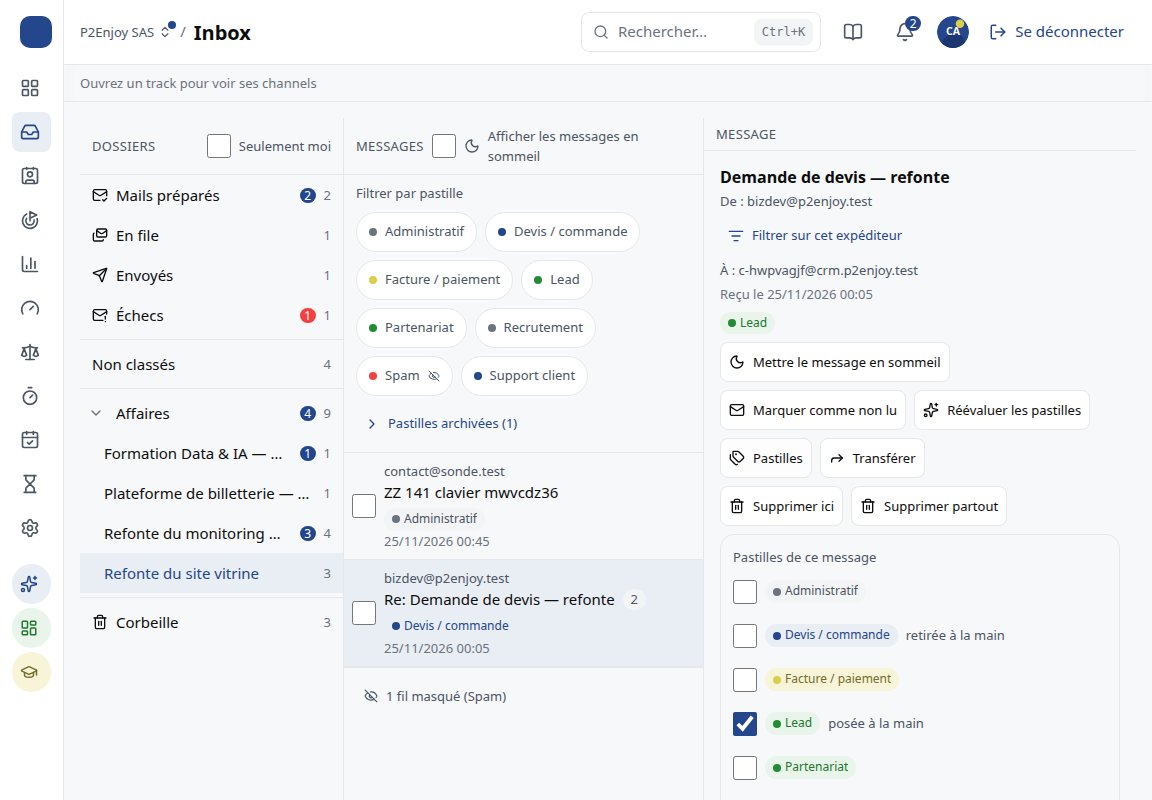 P2Enjoy SAS / Inbox
Rechercher... Ctrl+K
2
CA
Se déconnecter
Ouvrez un track pour voir ses channels
DOSSIERS
Seulement moi
Mails préparés 2 2
En file 1
Envoyés 1
Échecs 1 1
Non classés 4
Affaires 4 9
Formation Data & IA — ... 1 1
Plateforme de billetterie — ... 1
Refonte du monitoring ... 3 4
Refonte du site vitrine 3
Corbeille 3
MESSAGES
Afficher les messages en
sommeil
Filtrer par pastille
Administratif
Devis / commande
Facture / paiement
Lead
Partenariat
Recrutement
Spam
Support client
Pastilles archivées (1)
contact@sonde.test
ZZ 141 clavier mwvcdz36
Administratif
25/11/2026 00:45
bizdev@p2enjoy.test
Re: Demande de devis — refonte 2
Devis / commande
25/11/2026 00:05
1 fil masqué (Spam)
MESSAGE
Demande de devis — refonte
De : bizdev@p2enjoy.test
Filtrer sur cet expéditeur
À : c-hwpvagjf@crm.p2enjoy.test
Reçu le 25/11/2026 00:05
Lead
Mettre le message en sommeil
Marquer comme non lu
Réévaluer les pastilles
Pastilles
Transférer
Supprimer ici
Supprimer partout
Pastilles de ce message
Administratif
Devis / commande retirée à la main
Facture / paiement
Lead posée à la main
Partenariat